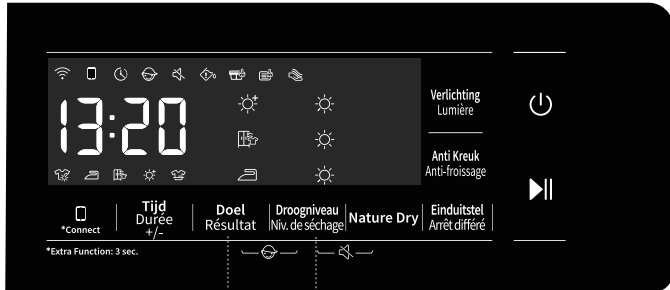 13:20
Verlichting
Lumière
Anti Kreuk
Anti-froissage
*Connect
Tijd
Durée
+/-
Doel
Résultat
Droogniveau
Niv. de séchage
Nature Dry
Einduitstel
Arrêt différé
*Extra Function: 3 sec.